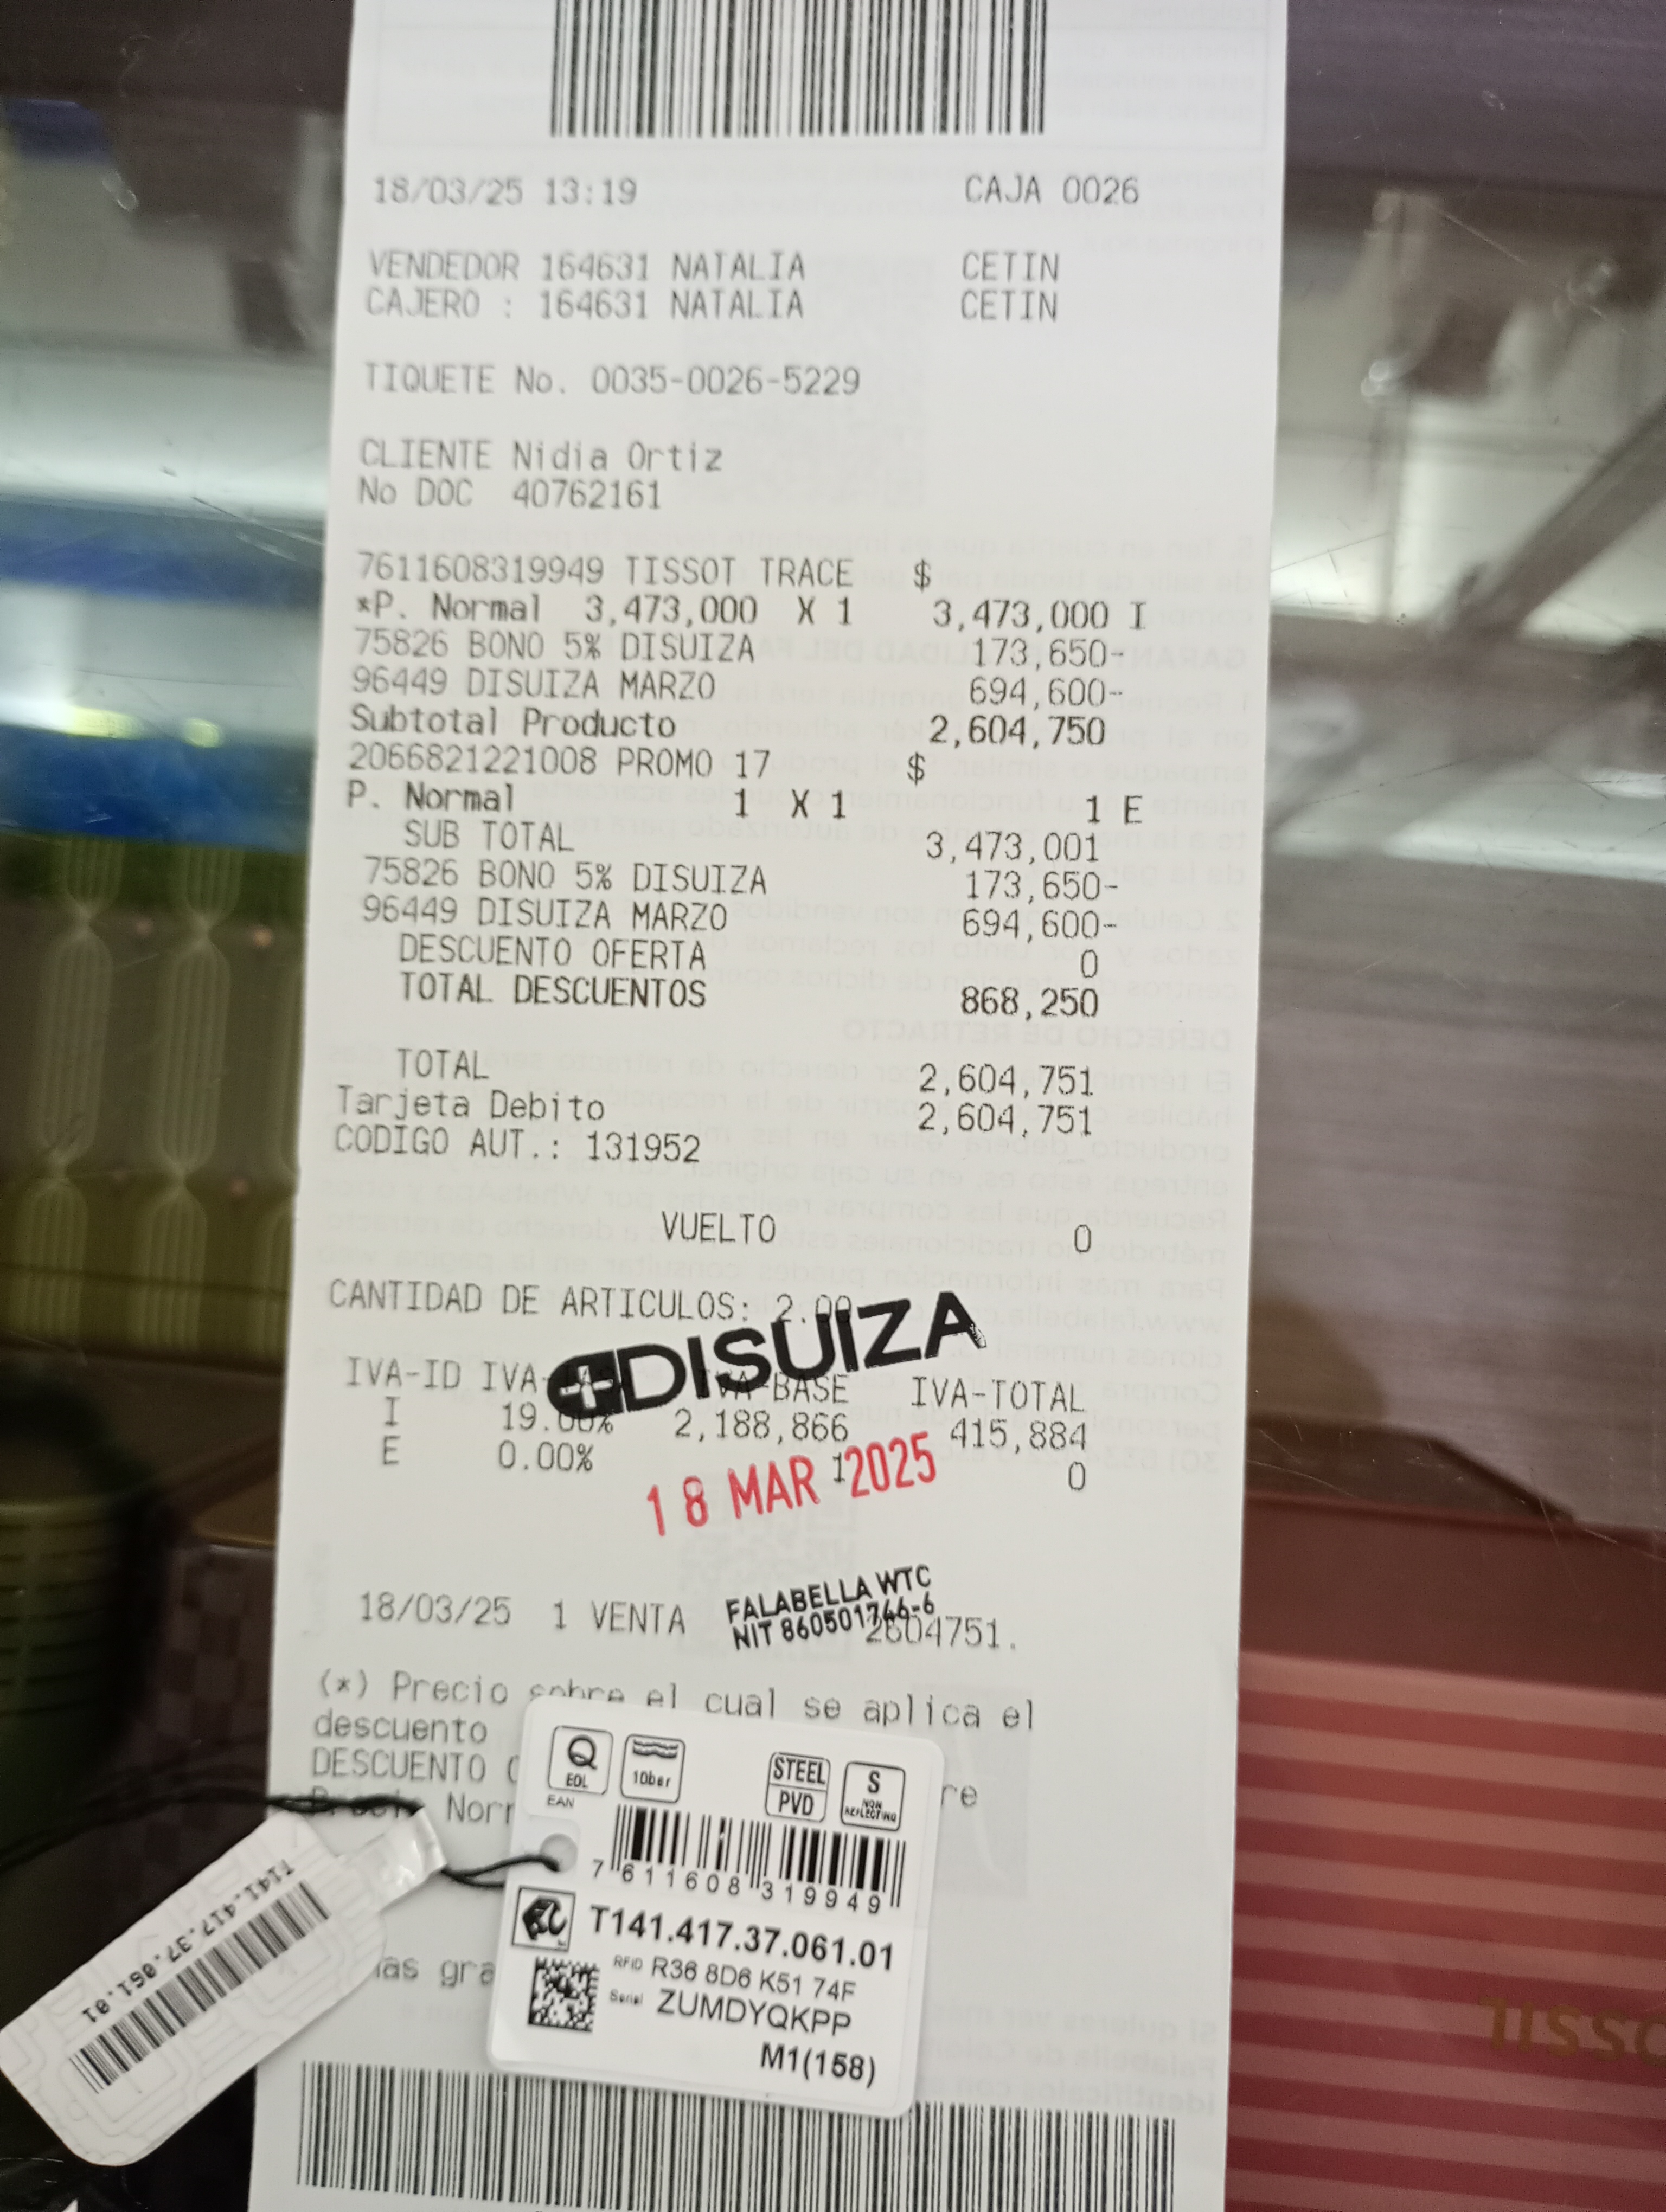 18/03/25 13:19 CAJA 0026
VENDEDOR 164631 NATALIA CETIN
CAJERO : 164631 NATALIA CETIN
TIQUETE No. 0035-0026-5229
CLIENTE Nidia Ortiz
No DOC 40762161
7611608319949 TISSOT TRACE $
*P. Normal 3,473,000 X 1 3,473,000 I
75826 BONO 5% DISUIZA 173,650-
96449 DISUIZA MARZO 694,600-
Subtotal Producto 2,604,750
2066821221008 PROMO 17 $
P. Normal 1 X 1 1 E
SUB TOTAL 3,473,001
75826 BONO 5% DISUIZA 173,650-
96449 DISUIZA MARZO 694,600-
DESCUENTO OFERTA 0
TOTAL DESCUENTOS 868,250
TOTAL 2,604,751
Tarjeta Debito 2,604,751
CODIGO AUT.: 131952
VUELTO 0
CANTIDAD DE ARTICULOS: 2.00
DISUIZA
IVA-ID IVA- IVA-BASE IVA-TOTAL
I 19.00% 2,188,866 415,884
E 0.00% 1 0
18 MAR 2025
FALABELLA WTC
NIT 860501766-6
18/03/25 1 VENTA 2604751.
(*) Precio sobre el cual se aplica el
descuento
DESCUENTO
Norm
Q
EOL
10bar
STEEL
PVD
S
NON
REFLECTING
EAN
7 611608 319949
T141.417.37.061.01
RFID R36 8D6 K51 74F
Serial ZUMDYQKPP
M1(158)
T141.417.37.061.01
TISSO